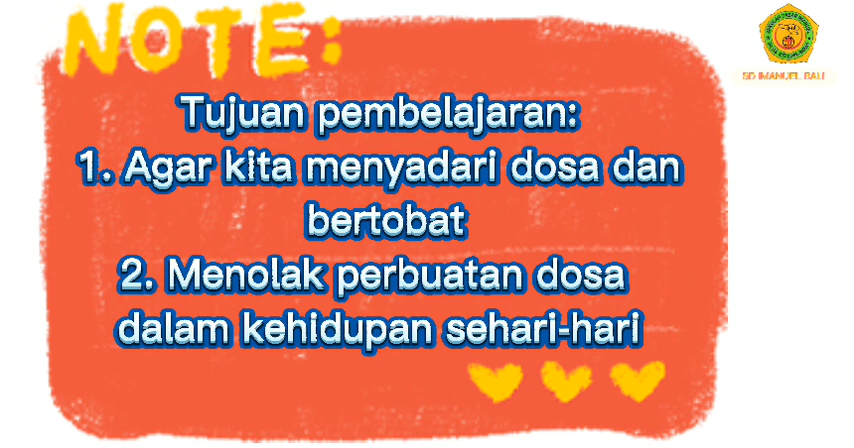 NOTE:
SD IMANUEL BALI
Tujuan pembelajaran:
1. Agar kita menyadari dosa dan
bertobat
2. Menolak perbuatan dosa
dalam kehidupan sehari-hari